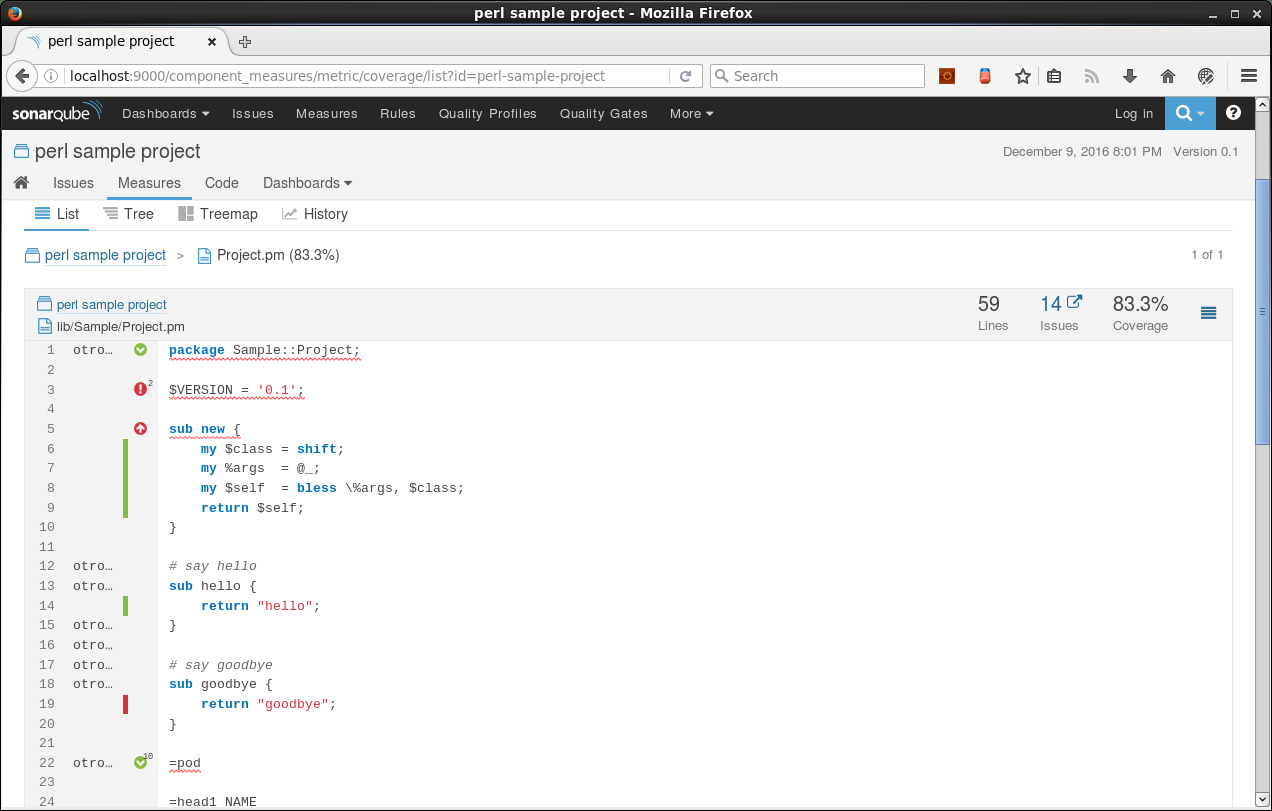 perl sample project - Mozilla Firefox
perl sample project
localhost:9000/component_measures/metric/coverage/list?id=perl-sample-project
Search
sonarqube Dashboards Issues Measures Rules Quality Profiles Quality Gates More Log in
perl sample project December 9, 2016 8:01 PM Version 0.1
Issues Measures Code Dashboards
List Tree Treemap History
perl sample project > Project.pm (83.3%) 1 of 1
perl sample project
lib/Sample/Project.pm
59 14 83.3%
Lines Issues Coverage
1 otro… package Sample::Project;
2
3 2 $VERSION = '0.1';
4
5 sub new {
6     my $class = shift;
7     my %args  = @_;
8     my $self  = bless \%args, $class;
9     return $self;
10 }
11
12 otro… # say hello
13 otro… sub hello {
14     return "hello";
15 otro… }
16 otro…
17 otro… # say goodbye
18 otro… sub goodbye {
19     return "goodbye";
20 }
21
22 otro… 10 =pod
23
24 =head1 NAME